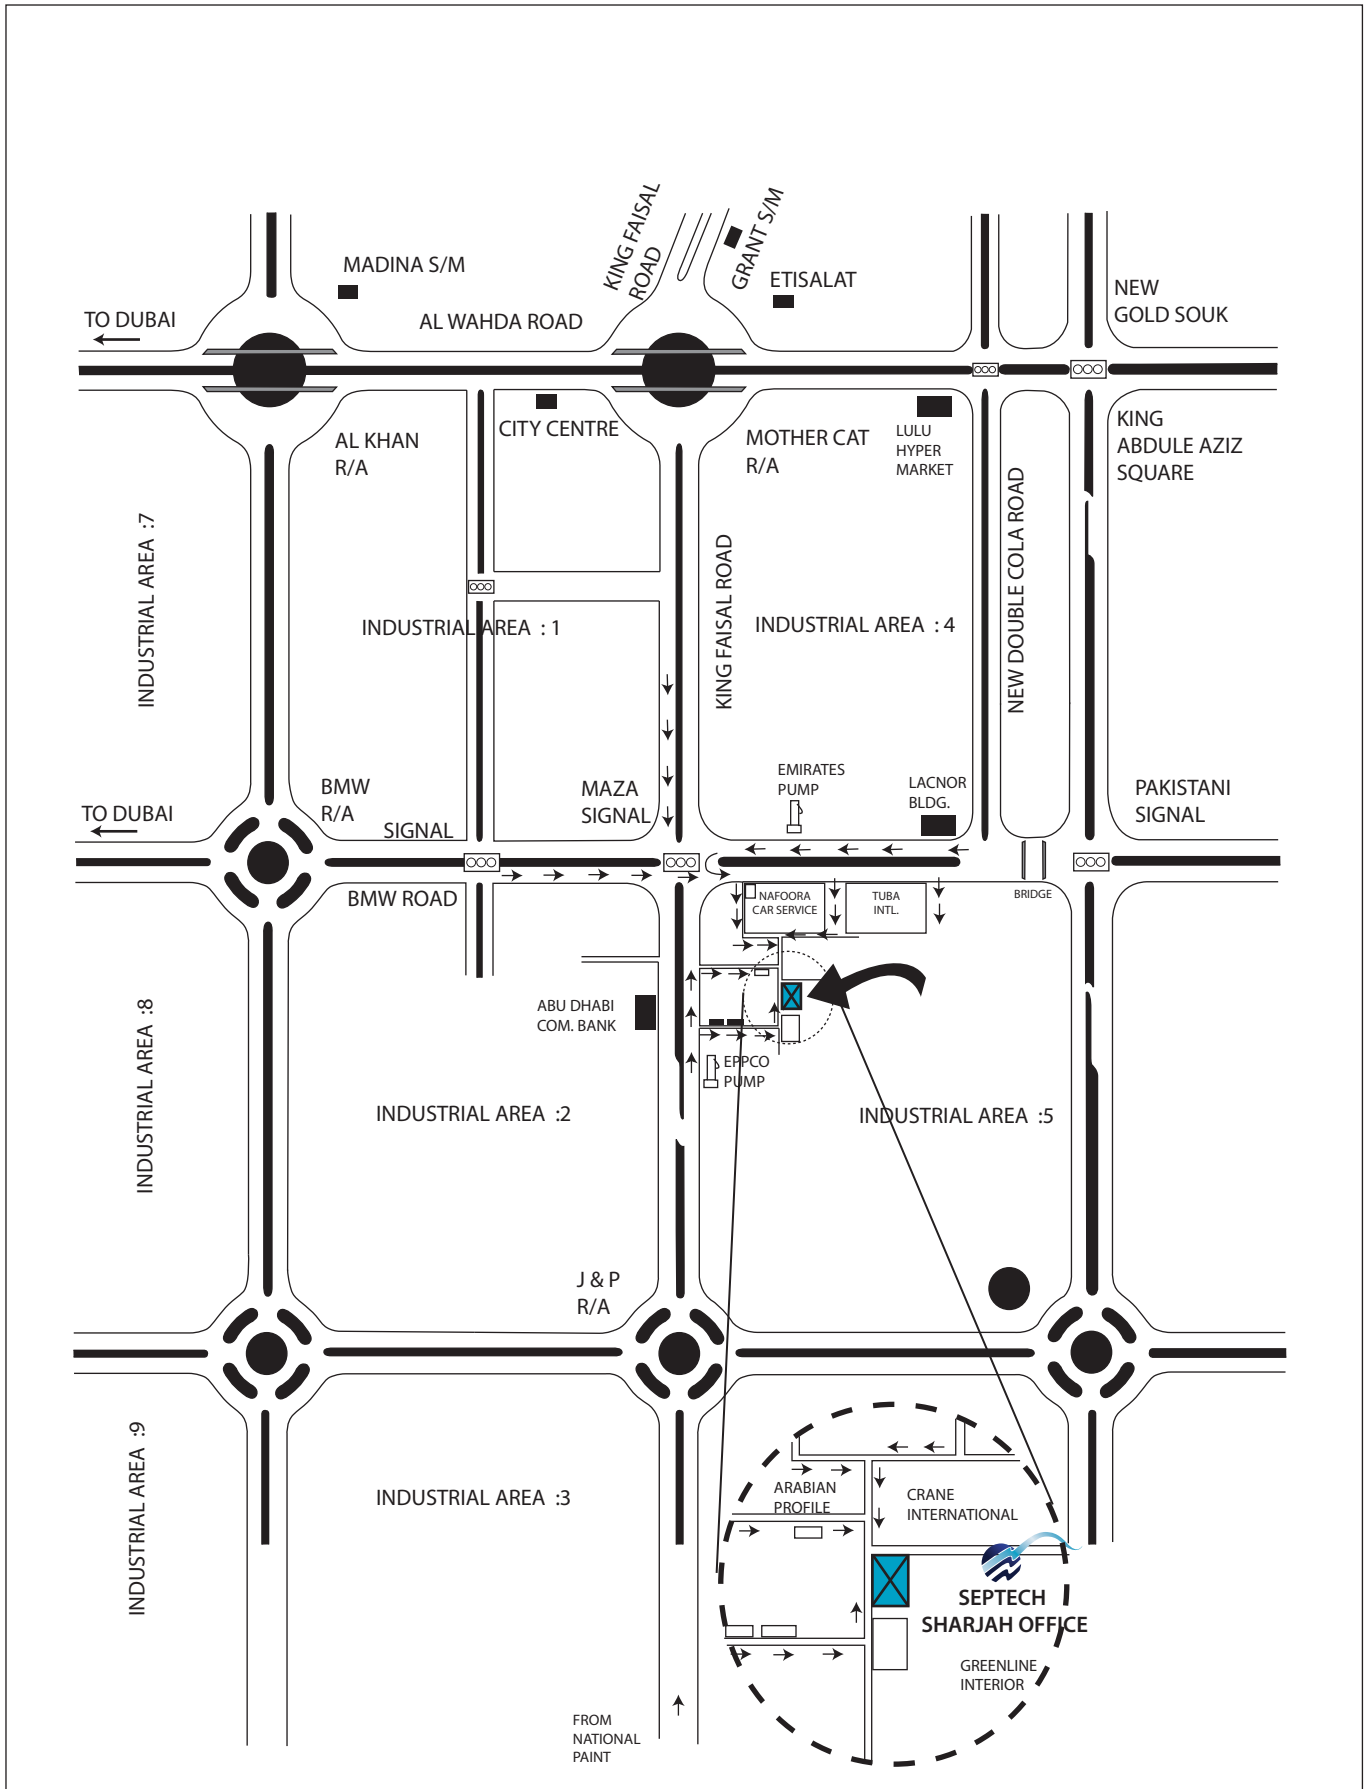 KING FAISAL
ROAD
GRANT S/M
MADINA S/M
ETISALAT
NEW
GOLD SOUK
TO DUBAI
AL WAHDA ROAD
CITY CENTRE
AL KHAN
R/A
MOTHER CAT
R/A
LULU
HYPER
MARKET
KING
ABDULE AZIZ
SQUARE
INDUSTRIAL AREA :7
INDUSTRIAL AREA : 1
KING FAISAL ROAD
INDUSTRIAL AREA : 4
NEW DOUBLE COLA ROAD
BMW
R/A
MAZA
SIGNAL
EMIRATES
PUMP
LACNOR
BLDG.
PAKISTANI
SIGNAL
TO DUBAI
SIGNAL
BMW ROAD
NAFOORA
CAR SERVICE
TUBA
INTL.
BRIDGE
ABU DHABI
COM. BANK
EPPCO
PUMP
INDUSTRIAL AREA :8
INDUSTRIAL AREA :2
INDUSTRIAL AREA :5
J & P
R/A
INDUSTRIAL AREA :9
INDUSTRIAL AREA :3
ARABIAN
PROFILE
CRANE
INTERNATIONAL
SEPTECH
SHARJAH OFFICE
GREENLINE
INTERIOR
FROM
NATIONAL
PAINT